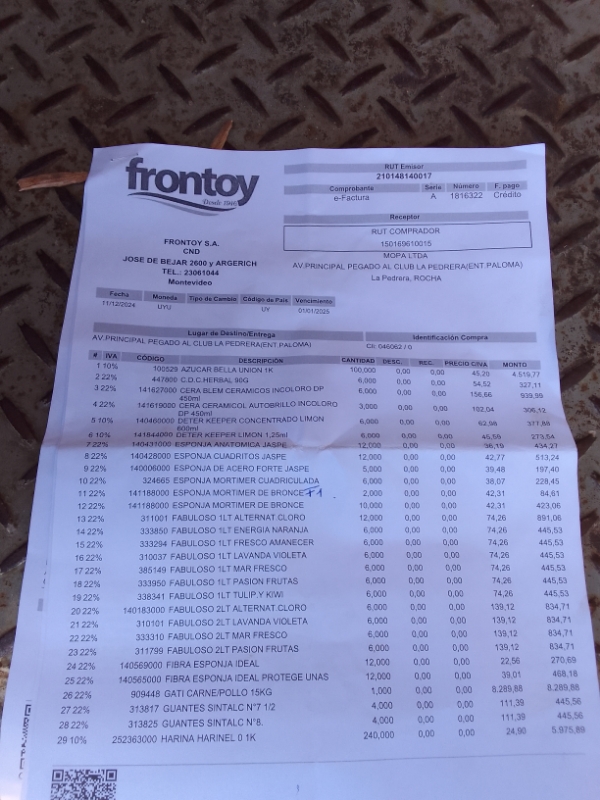 frontoy
Desde 1966
RUT Emisor
210148140017
Comprobante Serie Numero F. pago
e-Factura A 1816322 Crédito
Receptor
RUT COMPRADOR
150169610015
MOPA LTDA
AV.PRINCIPAL PEGADO AL CLUB LA PEDRERA(ENT.PALOMA)
La Pedrera, ROCHA
FRONTOY S.A.
CND
JOSE DE BEJAR 2600 y ARGERICH
TEL.: 23061044
Montevideo
Fecha Moneda Tipo de Cambio Código de País Vencimiento
11/12/2024 UYU UY 01/01/2025
Lugar de Destino/Entrega Identificación Compra
AV.PRINCIPAL PEGADO AL CLUB LA PEDRERA(ENT.PALOMA) Cli: 046062 / 0
# IVA CÓDIGO DESCRIPCIÓN CANTIDAD DESC. REC. PRECIO C/IVA MONTO
1 10% 100529 AZUCAR BELLA UNION 1K 100,000 0,00 0,00 45,20 4.519,77
2 22% 447800 C.D.C.HERBAL 90G 6,000 0,00 0,00 54,52 327,11
3 22% 141627000 CERA BLEM CERAMICOS INCOLORO DP 6,000 0,00 0,00 156,66 939,99
450ml
4 22% 141619000 CERA CERAMICOL AUTOBRILLO INCOLORO 3,000 0,00 0,00 102,04 306,12
DP 450ml
5 10% 140460000 DETER KEEPER CONCENTRADO LIMON 6,000 0,00 0,00 62,98 377,88
600ml
6 10% 141844000 DETER KEEPER LIMON 1,25ml 6,000 0,00 0,00 45,59 273,54
7 22% 140431000 ESPONJA ANATOMICA JASPE 12,000 0,00 0,00 36,19 434,27
8 22% 140428000 ESPONJA CUADRITOS JASPE 12,000 0,00 0,00 42,77 513,24
9 22% 140006000 ESPONJA DE ACERO FORTE JASPE 5,000 0,00 0,00 39,48 197,40
10 22% 324665 ESPONJA MORTIMER CUADRICULADA 6,000 0,00 0,00 38,07 228,45
11 22% 141188000 ESPONJA MORTIMER DE BRONCE 2,000 0,00 0,00 42,31 84,61
12 22% 141188000 ESPONJA MORTIMER DE BRONCE 10,000 0,00 0,00 42,31 423,06
13 22% 311001 FABULOSO 1LT ALTERNAT CLORO 12,000 0,00 0,00 74,26 891,06
14 22% 333850 FABULOSO 1LT ENERGIA NARANJA 6,000 0,00 0,00 74,26 445,53
15 22% 333294 FABULOSO 1LT FRESCO AMANECER 6,000 0,00 0,00 74,26 445,53
16 22% 310037 FABULOSO 1LT LAVANDA VIOLETA 6,000 0,00 0,00 74,26 445,53
17 22% 385149 FABULOSO 1LT MAR FRESCO 6,000 0,00 0,00 74,26 445,53
18 22% 333950 FABULOSO 1LT PASION FRUTAS 6,000 0,00 0,00 74,26 445,53
19 22% 338341 FABULOSO 1LT TULIP.Y KIWI 6,000 0,00 0,00 74,26 445,53
20 22% 140183000 FABULOSO 2LT ALTERNAT.CLORO 6,000 0,00 0,00 139,12 834,71
21 22% 310101 FABULOSO 2LT LAVANDA VIOLETA 6,000 0,00 0,00 139,12 834,71
22 22% 333310 FABULOSO 2LT MAR FRESCO 6,000 0,00 0,00 139,12 834,71
23 22% 311799 FABULOSO 2LT PASION FRUTAS 6,000 0,00 0,00 139,12 834,71
24 22% 140569000 FIBRA ESPONJA IDEAL 12,000 0,00 0,00 22,56 270,69
25 22% 140565000 FIBRA ESPONJA IDEAL PROTEGE UNAS 12,000 0,00 0,00 39,01 468,18
26 22% 909448 GATI CARNE/POLLO 15KG 1,000 0,00 0,00 8.289,88 8.289,88
27 22% 313817 GUANTES SINTALC N°7 1/2 4,000 0,00 0,00 111,39 445,56
28 22% 313825 GUANTES SINTALC N°8. 4,000 0,00 0,00 111,39 445,56
29 10% 252363000 HARINA HARINEL 0 1K 240,000 0,00 0,00 24,90 5.975,89
1